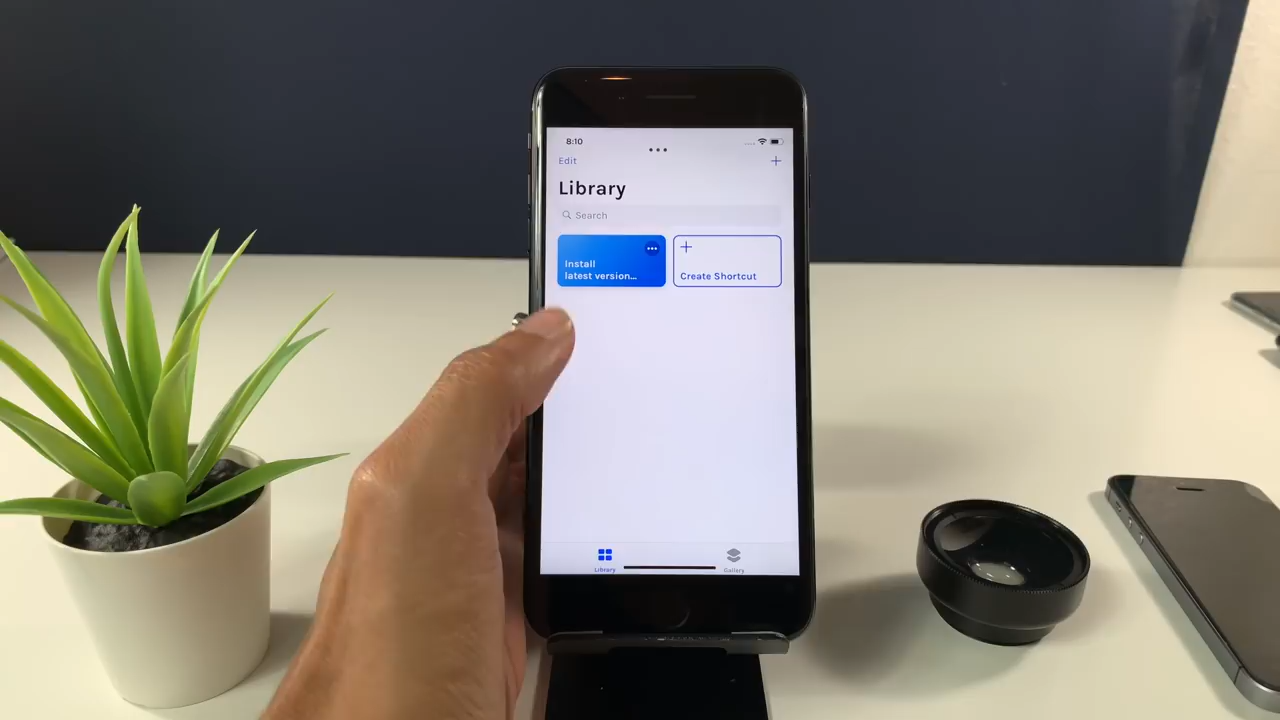 8:10
Edit
Library
Search
Install
latest version...
Create Shortcut
Library
Gallery